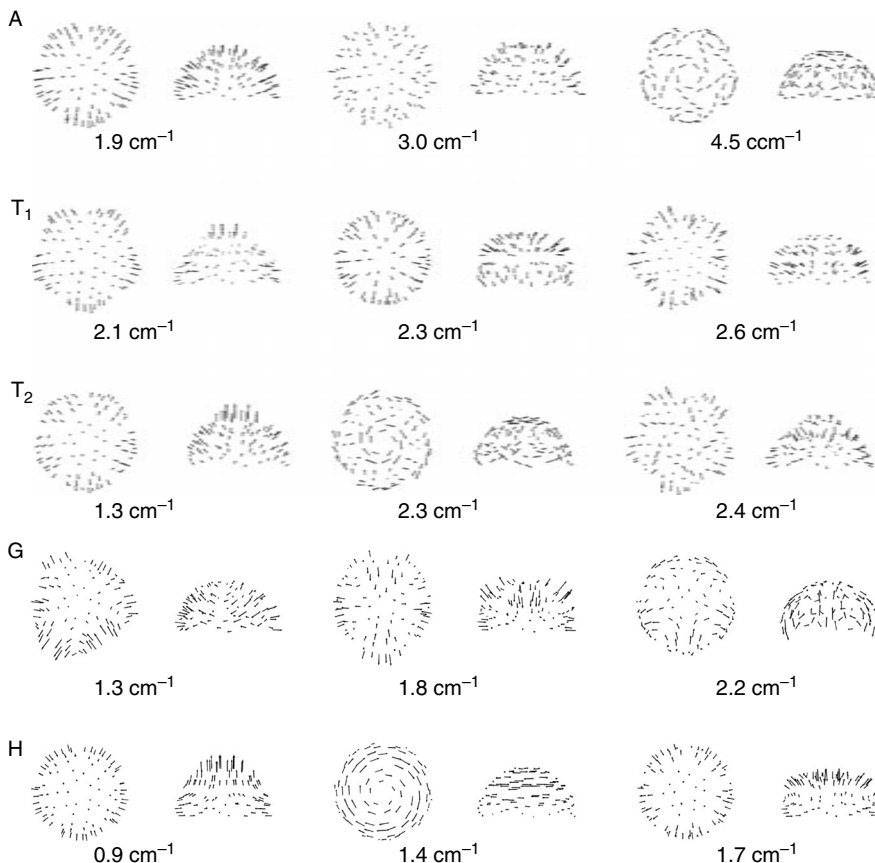 A
1.9 cm⁻¹ 3.0 cm⁻¹ 4.5 ccm⁻¹
T₁
2.1 cm⁻¹ 2.3 cm⁻¹ 2.6 cm⁻¹
T₂
1.3 cm⁻¹ 2.3 cm⁻¹ 2.4 cm⁻¹
G
1.3 cm⁻¹ 1.8 cm⁻¹ 2.2 cm⁻¹
H
0.9 cm⁻¹ 1.4 cm⁻¹ 1.7 cm⁻¹